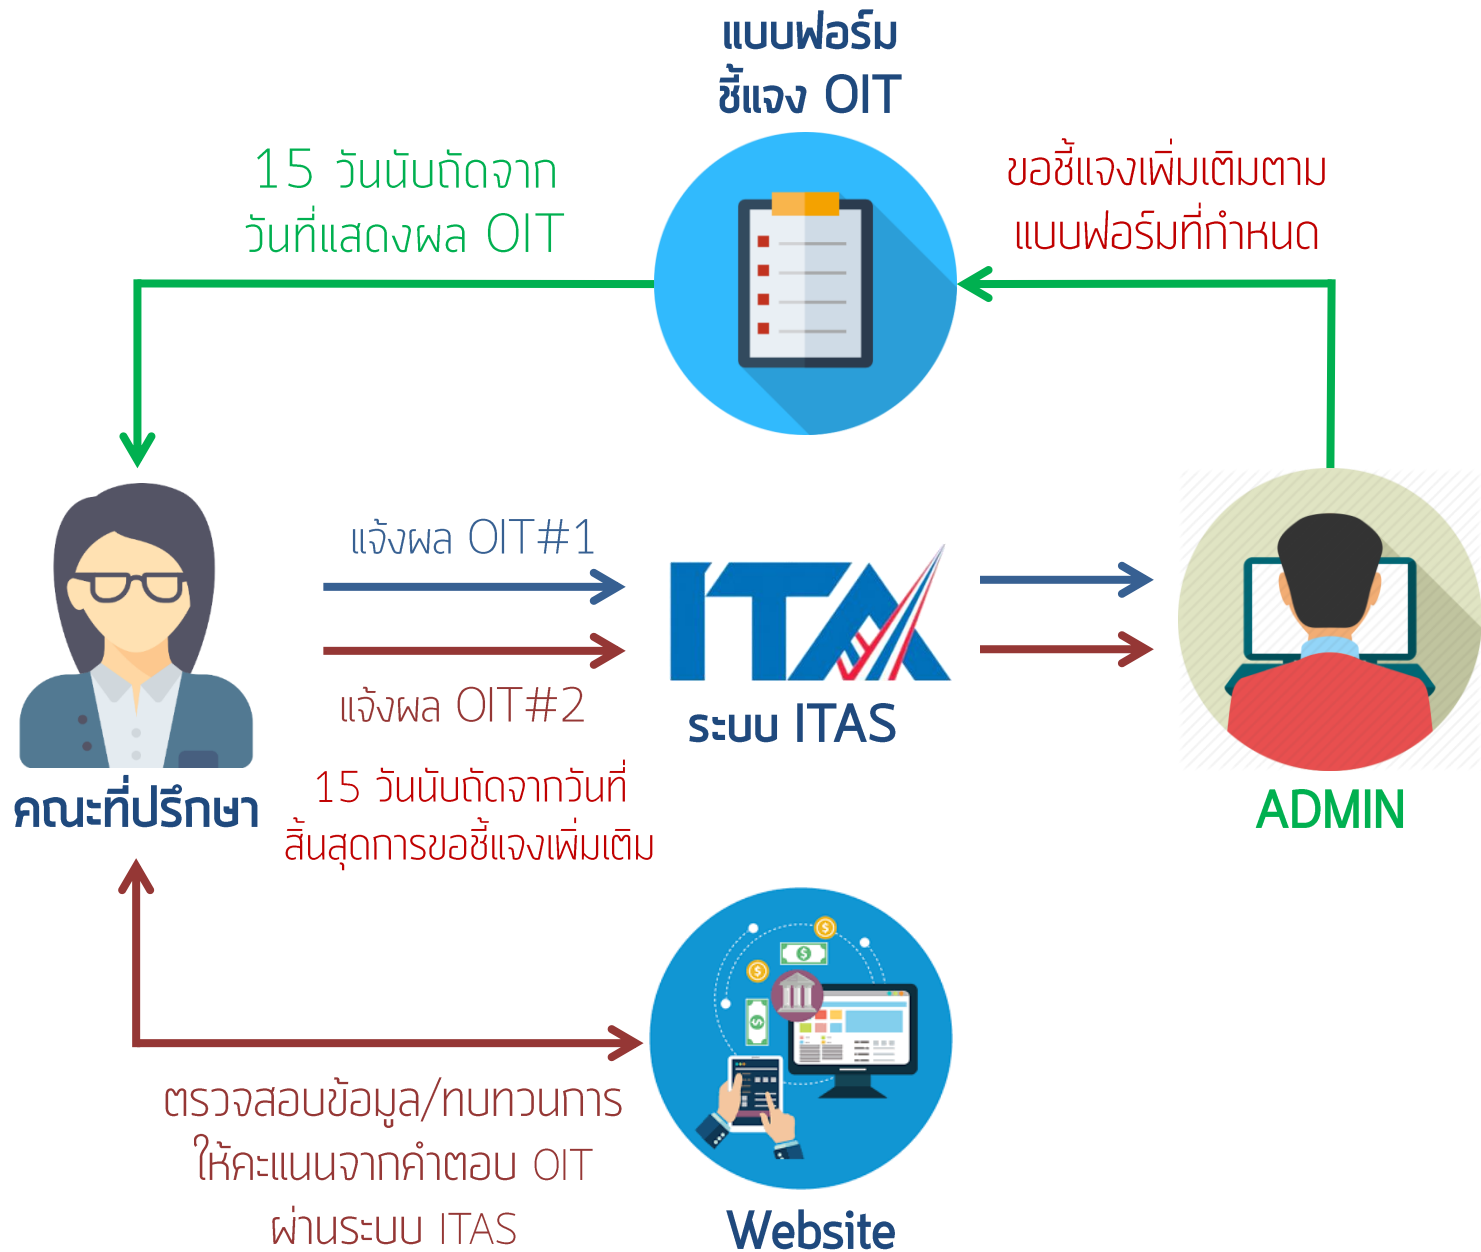 แบบฟอร์ม
ชี้แจง OIT
15 วันนับถัดจาก
วันที่แสดงผล OIT
ขอชี้แจงเพิ่มเติมตาม
แบบฟอร์มที่กำหนด
แจ้งผล OIT#1
แจ้งผล OIT#2
15 วันนับถัดจากวันที่
สิ้นสุดการขอชี้แจงเพิ่มเติม
ITA
ระบบ ITAS
คณะที่ปรึกษา
ADMIN
ตรวจสอบข้อมูล/ทบทวนการ
ให้คะแนนจากคำตอบ OIT
ผ่านระบบ ITAS
Website